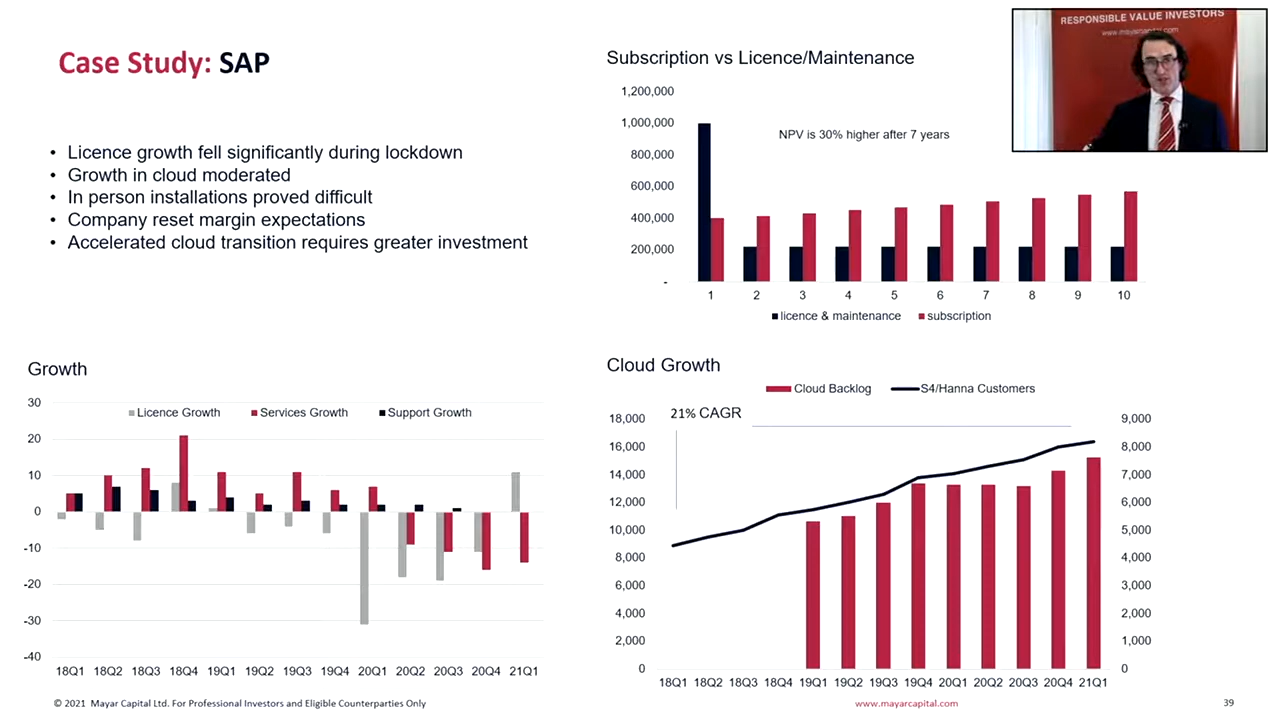 Case Study: SAP
• Licence growth fell significantly during lockdown
• Growth in cloud moderated
• In person installations proved difficult
• Company reset margin expectations
• Accelerated cloud transition requires greater investment
Subscription vs Licence/Maintenance
1,200,000
1,000,000
800,000
600,000
400,000
200,000
-
NPV is 30% higher after 7 years
1 2 3 4 5 6 7 8 9 10
licence & maintenance subscription
RESPONSIBLE VALUE INVESTORS
www.mayarcapital.com
Growth
Licence Growth Services Growth Support Growth
30
20
10
0
-10
-20
-30
-40
18Q1 18Q2 18Q3 18Q4 19Q1 19Q2 19Q3 19Q4 20Q1 20Q2 20Q3 20Q4 21Q1
Cloud Growth
Cloud Backlog S4/Hanna Customers
21% CAGR
18,000
16,000
14,000
12,000
10,000
8,000
6,000
4,000
2,000
0
9,000
8,000
7,000
6,000
5,000
4,000
3,000
2,000
1,000
0
18Q1 18Q2 18Q3 18Q4 19Q1 19Q2 19Q3 19Q4 20Q1 20Q2 20Q3 20Q4 21Q1
© 2021 Mayar Capital Ltd. For Professional Investors and Eligible Counterparties Only
www.mayarcapital.com
39